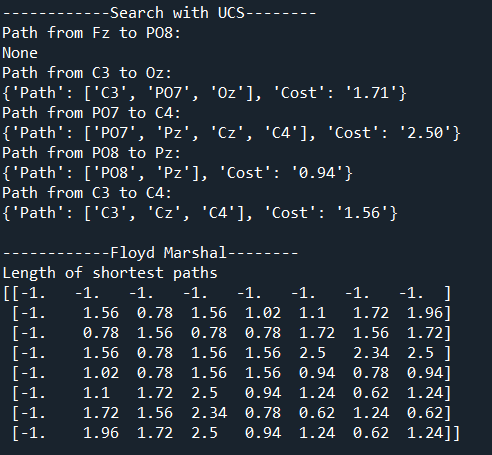 ------------Search with UCS--------
Path from Fz to PO8:
None
Path from C3 to Oz:
{'Path': ['C3', 'PO7', 'Oz'], 'Cost': '1.71'}
Path from PO7 to C4:
{'Path': ['PO7', 'Pz', 'Cz', 'C4'], 'Cost': '2.50'}
Path from PO8 to Pz:
{'Path': ['PO8', 'Pz'], 'Cost': '0.94'}
Path from C3 to C4:
{'Path': ['C3', 'Cz', 'C4'], 'Cost': '1.56'}

------------Floyd Marshal--------
Length of shortest paths
[[-1.   -1.   -1.   -1.   -1.   -1.   -1.   -1.  ]
 [-1.    1.56  0.78  1.56  1.02  1.1   1.72  1.96]
 [-1.    0.78  1.56  0.78  0.78  1.72  1.56  1.72]
 [-1.    1.56  0.78  1.56  1.56  2.5   2.34  2.5 ]
 [-1.    1.02  0.78  1.56  1.56  0.94  0.78  0.94]
 [-1.    1.1   1.72  2.5   0.94  1.24  0.62  1.24]
 [-1.    1.72  1.56  2.34  0.78  0.62  1.24  0.62]
 [-1.    1.96  1.72  2.5   0.94  1.24  0.62  1.24]]